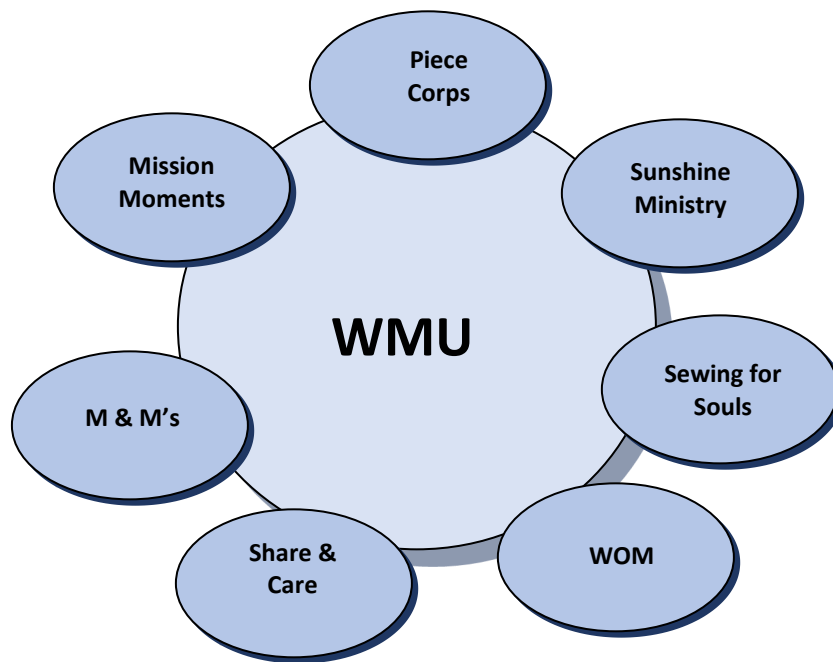 Piece
Corps
Mission
Moments
Sunshine
Ministry
WMU
Sewing for
Souls
M & M’s
Share &
Care
WOM